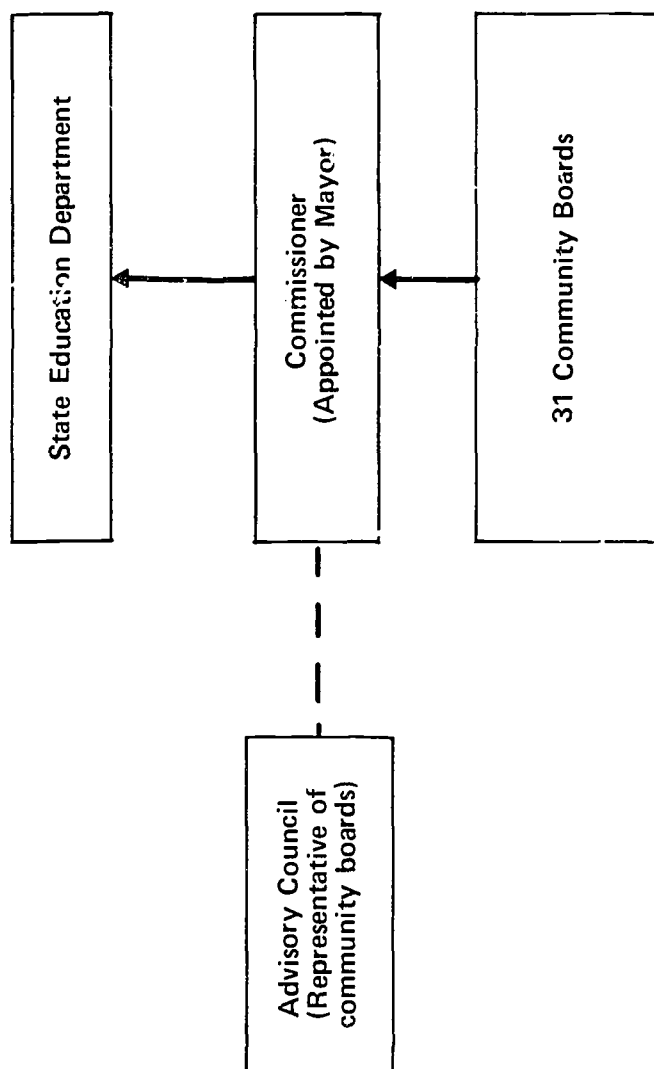 State Education Department
Commissioner
(Appointed by Mayor)
31 Community Boards
Advisory Council
(Representative of
community boards)